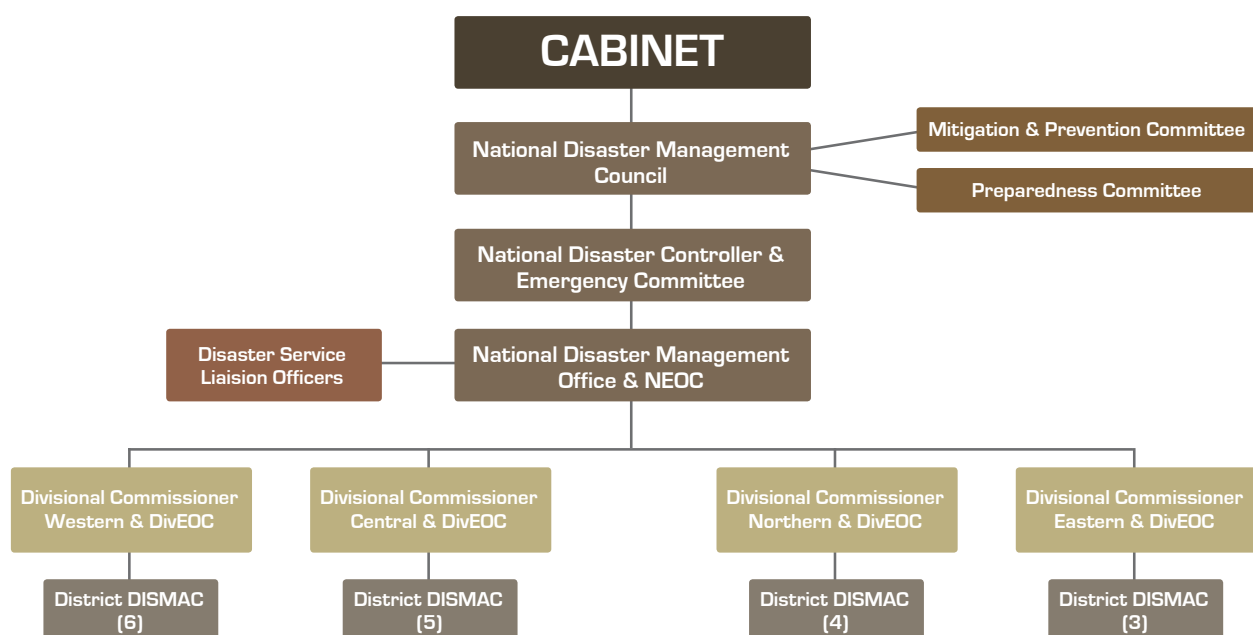 CABINET
National Disaster Management
Council
Mitigation & Prevention Committee
Preparedness Committee
National Disaster Controller &
Emergency Committee
Disaster Service
Liaision Officers
National Disaster Management
Office & NEOC
Divisional Commissioner
Western & DivEOC
Divisional Commissioner
Central & DivEOC
Divisional Commissioner
Northern & DivEOC
Divisional Commissioner
Eastern & DivEOC
District DISMAC
(6)
District DISMAC
(5)
District DISMAC
(4)
District DISMAC
(3)